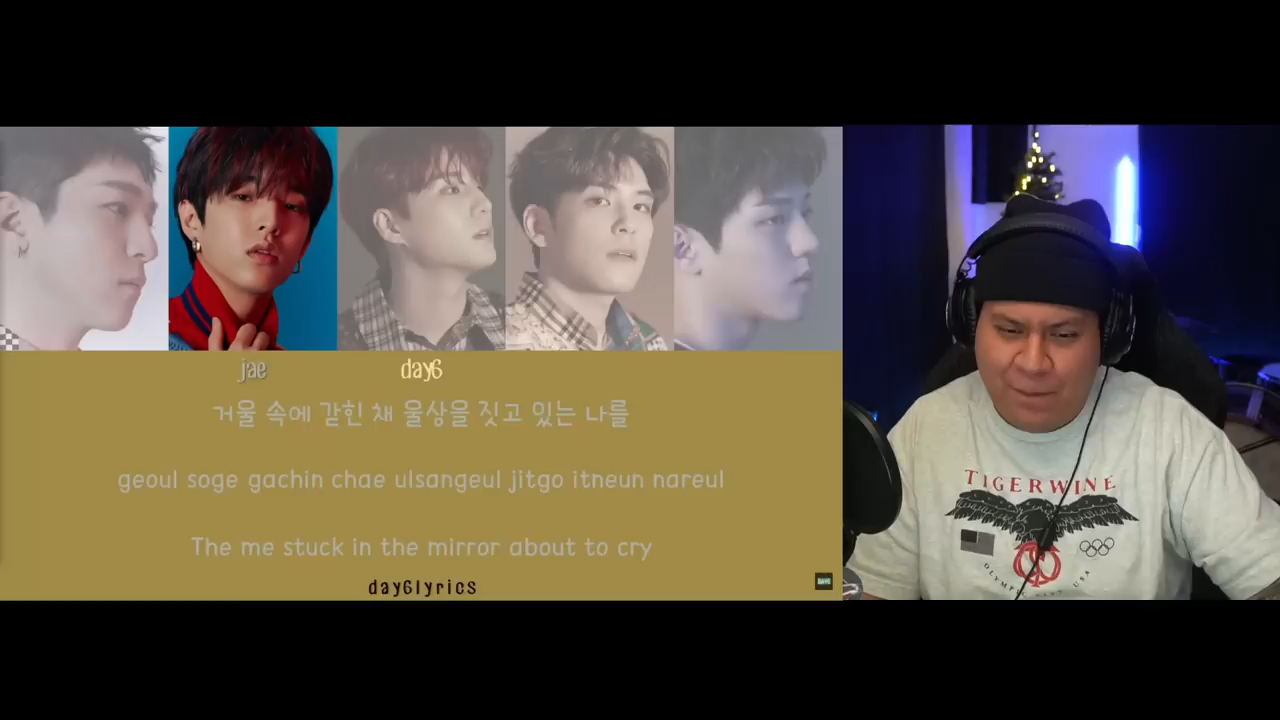 jae
day6
거울 속에 갇힌 채 울상을 짓고 있는 나를
geoul soge gachin chae ulsangeul jitgo itneun nareul
The me stuck in the mirror about to cry
day6lyrics
DAY6
TIGERWINE